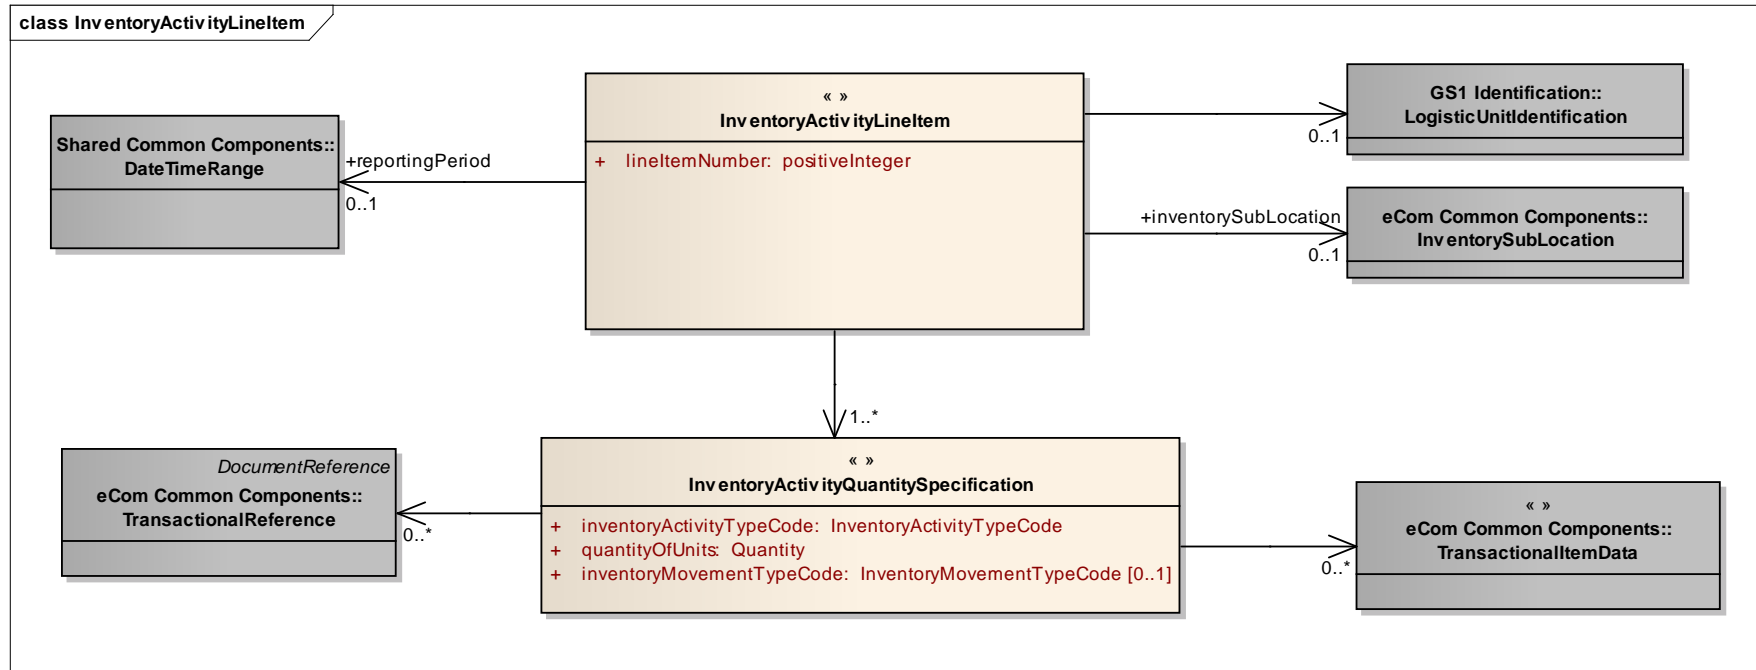 class InventoryActivityLineItem
« »
InventoryActivityLineItem
+ lineItemNumber: positiveInteger
Shared Common Components::
DateTimeRange
+reportingPeriod
0..1
GS1 Identification::
LogisticUnitIdentification
0..1
+inventorySubLocation
0..1
eCom Common Components::
InventorySubLocation
1..*
DocumentReference
eCom Common Components::
TransactionalReference
0..*
« »
InventoryActivityQuantitySpecification
+ inventoryActivityTypeCode: InventoryActivityTypeCode
+ quantityOfUnits: Quantity
+ inventoryMovementTypeCode: InventoryMovementTypeCode [0..1]
0..*
« »
eCom Common Components::
TransactionalItemData